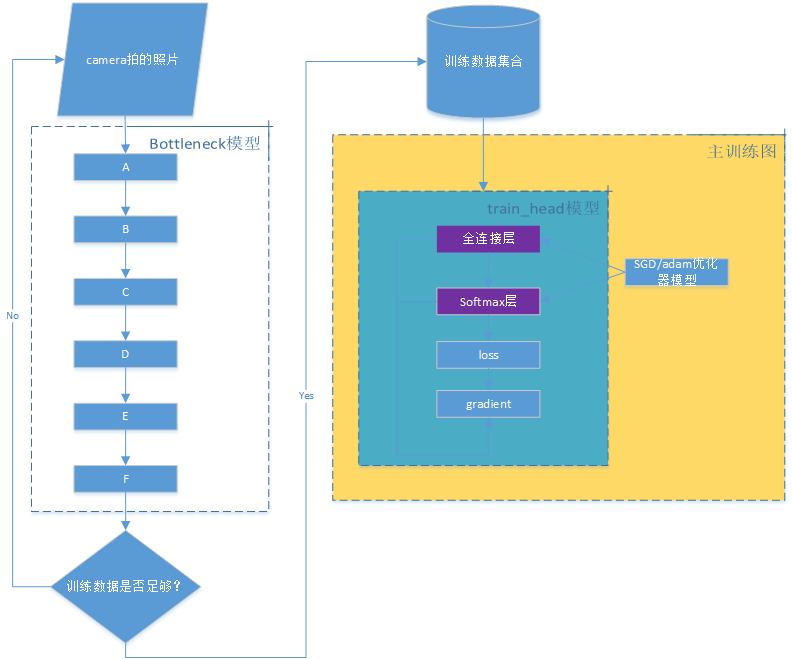 camera拍的照片
Bottleneck模型
A
B
C
D
E
F
训练数据是否足够？
No
Yes
训练数据集合
主训练图
train_head模型
全连接层
Softmax层
loss
gradient
SGD/adam优化
器模型